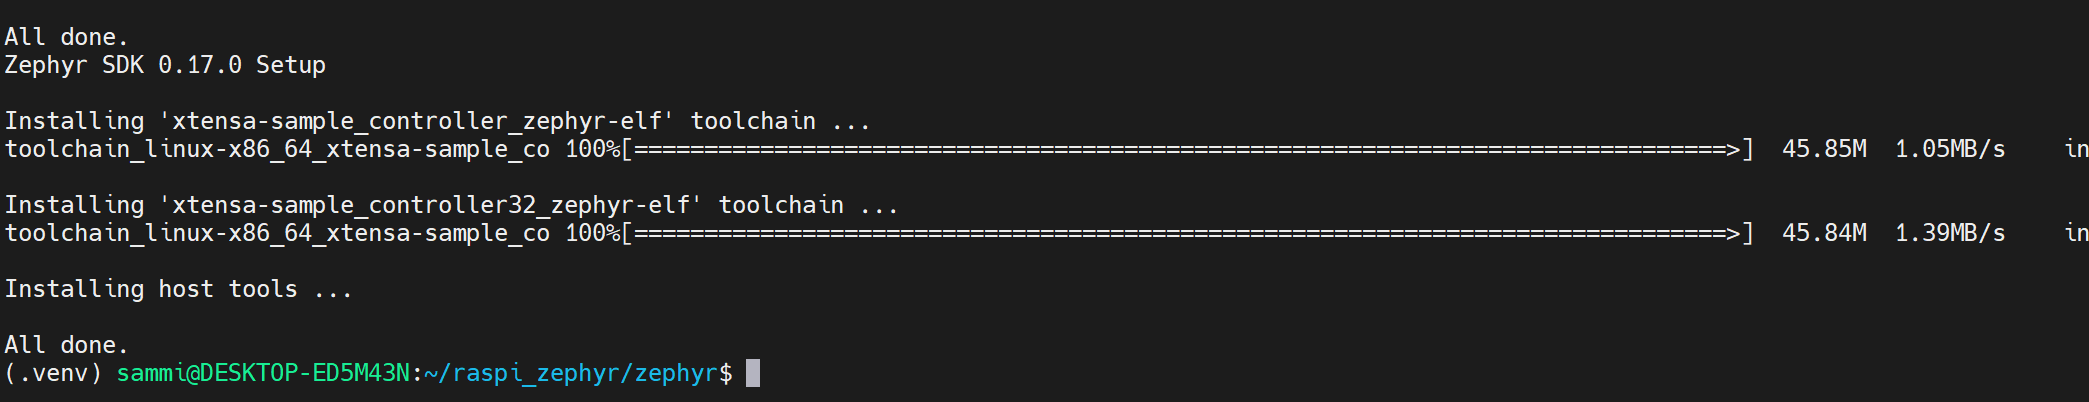 All done.
Zephyr SDK 0.17.0 Setup
Installing 'xtensa-sample_controller_zephyr-elf' toolchain ...
toolchain_linux-x86_64_xtensa-sample_co 100%[==============================================================================>]  45.85M  1.05MB/s    in
Installing 'xtensa-sample_controller32_zephyr-elf' toolchain ...
toolchain_linux-x86_64_xtensa-sample_co 100%[==============================================================================>]  45.84M  1.39MB/s    in
Installing host tools ...
All done.
(.venv) sammi@DESKTOP-ED5M43N:~/raspi_zephyr/zephyr$